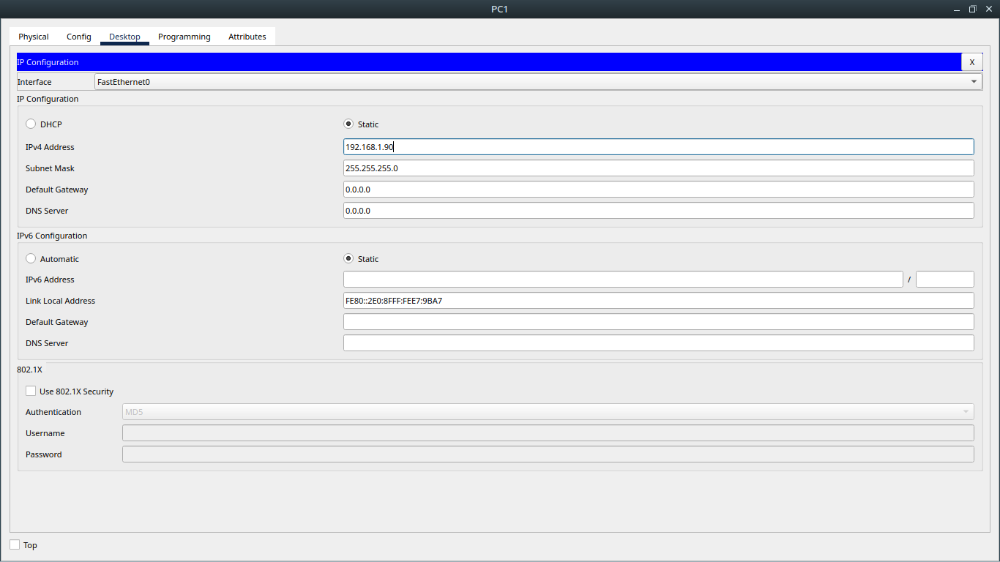 PC1
Physical Config Desktop Programming Attributes
IP Configuration X
Interface FastEthernet0
IP Configuration
DHCP Static
IPv4 Address 192.168.1.90
Subnet Mask 255.255.255.0
Default Gateway 0.0.0.0
DNS Server 0.0.0.0
IPv6 Configuration
Automatic Static
IPv6 Address /
Link Local Address FE80::2E0:8FFF:FEE7:9BA7
Default Gateway
DNS Server
802.1X
Use 802.1X Security
Authentication MD5
Username
Password
Top